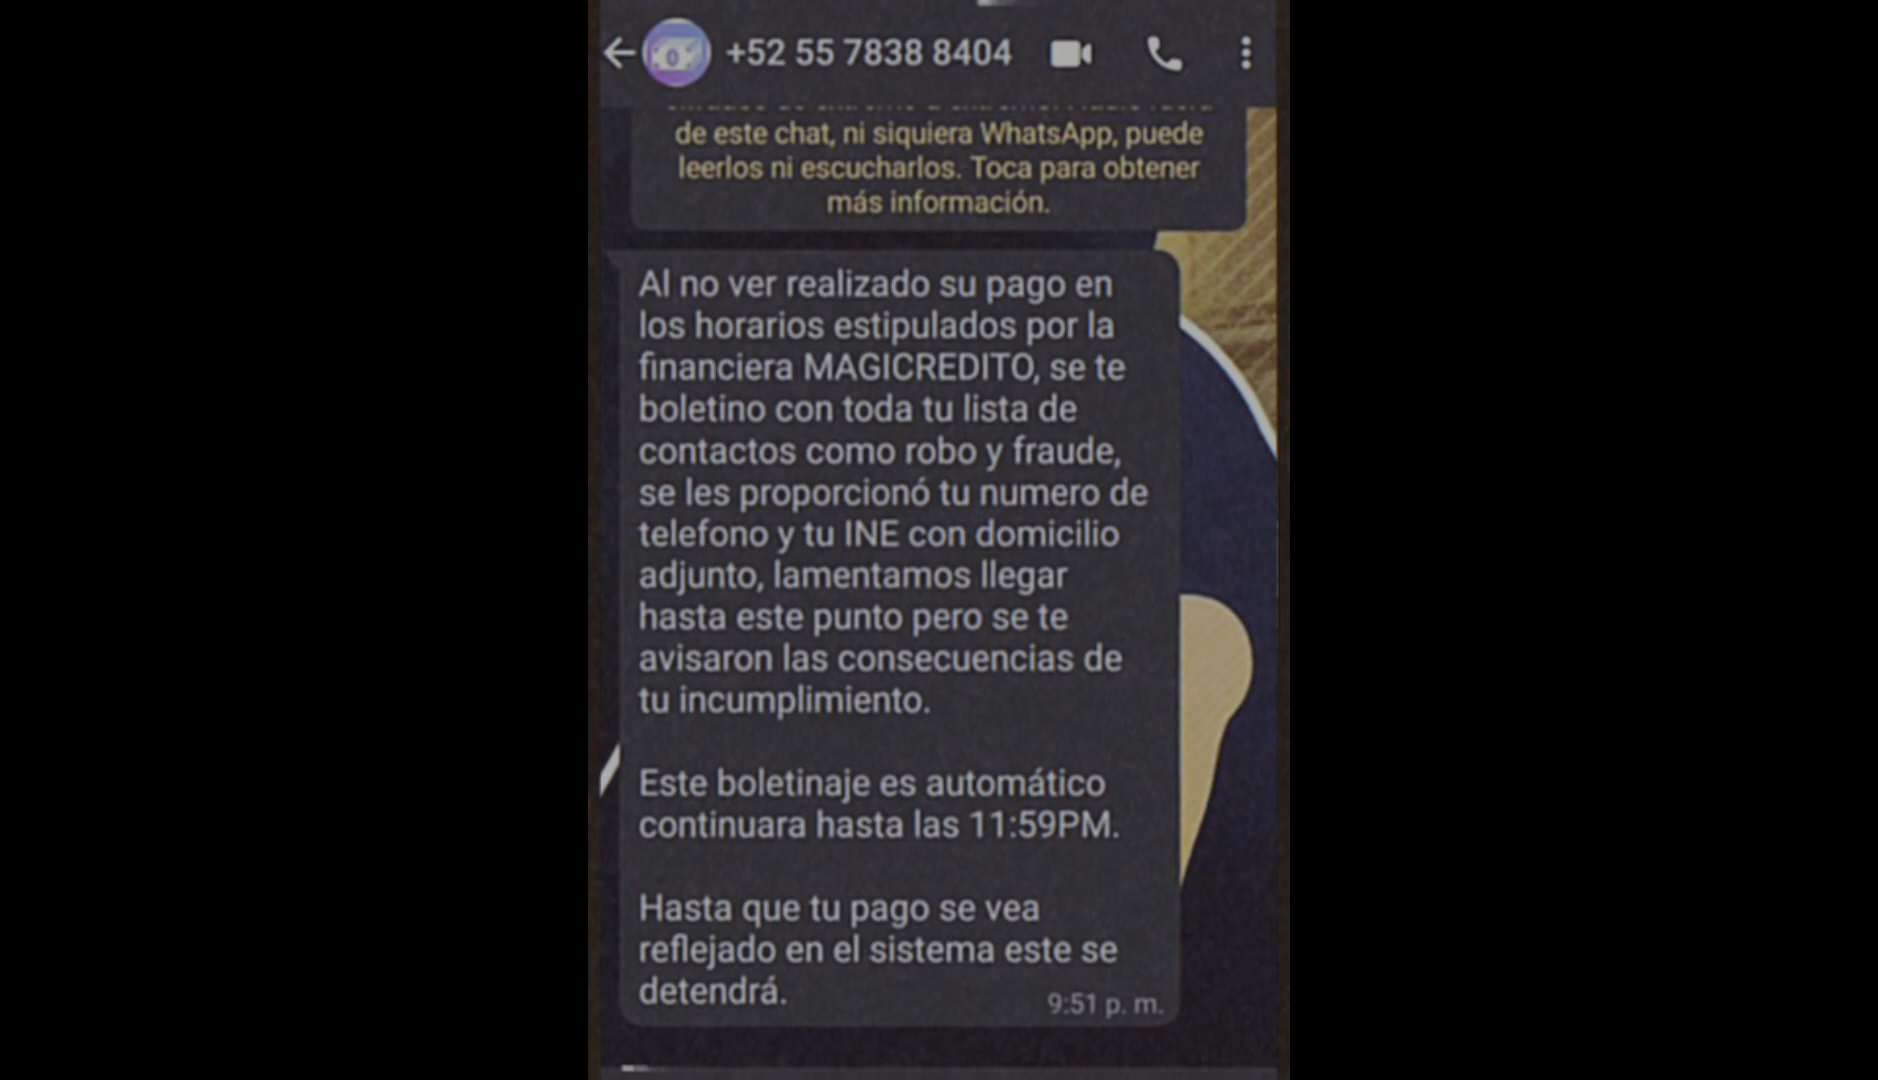 +52 55 7838 8404
de este chat, ni siquiera WhatsApp, puede
leerlos ni escucharlos. Toca para obtener
más información.
Al no ver realizado su pago en
los horarios estipulados por la
financiera MAGICREDITO, se te
boletino con toda tu lista de
contactos como robo y fraude,
se les proporcionó tu numero de
telefono y tu INE con domicilio
adjunto, lamentamos llegar
hasta este punto pero se te
avisaron las consecuencias de
tu incumplimiento.
Este boletinaje es automático
continuara hasta las 11:59PM.
Hasta que tu pago se vea
reflejado en el sistema este se
detendrá.
9:51 p. m.